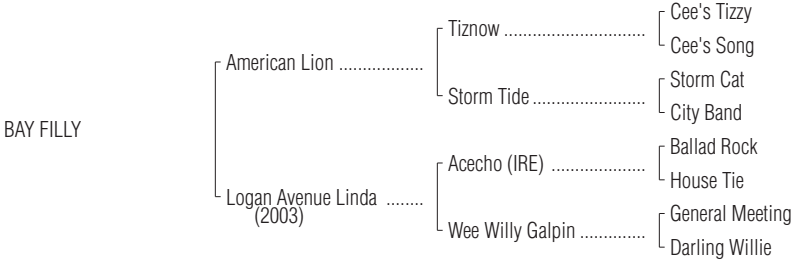 Cee's Tizzy
Tiznow ..............................
Cee's Song
American Lion ..................
Storm Cat
Storm Tide........................
City Band
BAY FILLY
Ballad Rock
Acecho (IRE) ....................
House Tie
Logan Avenue Linda ........
(2003)
General Meeting
Wee Willy Galpin ..............
Darling Willie